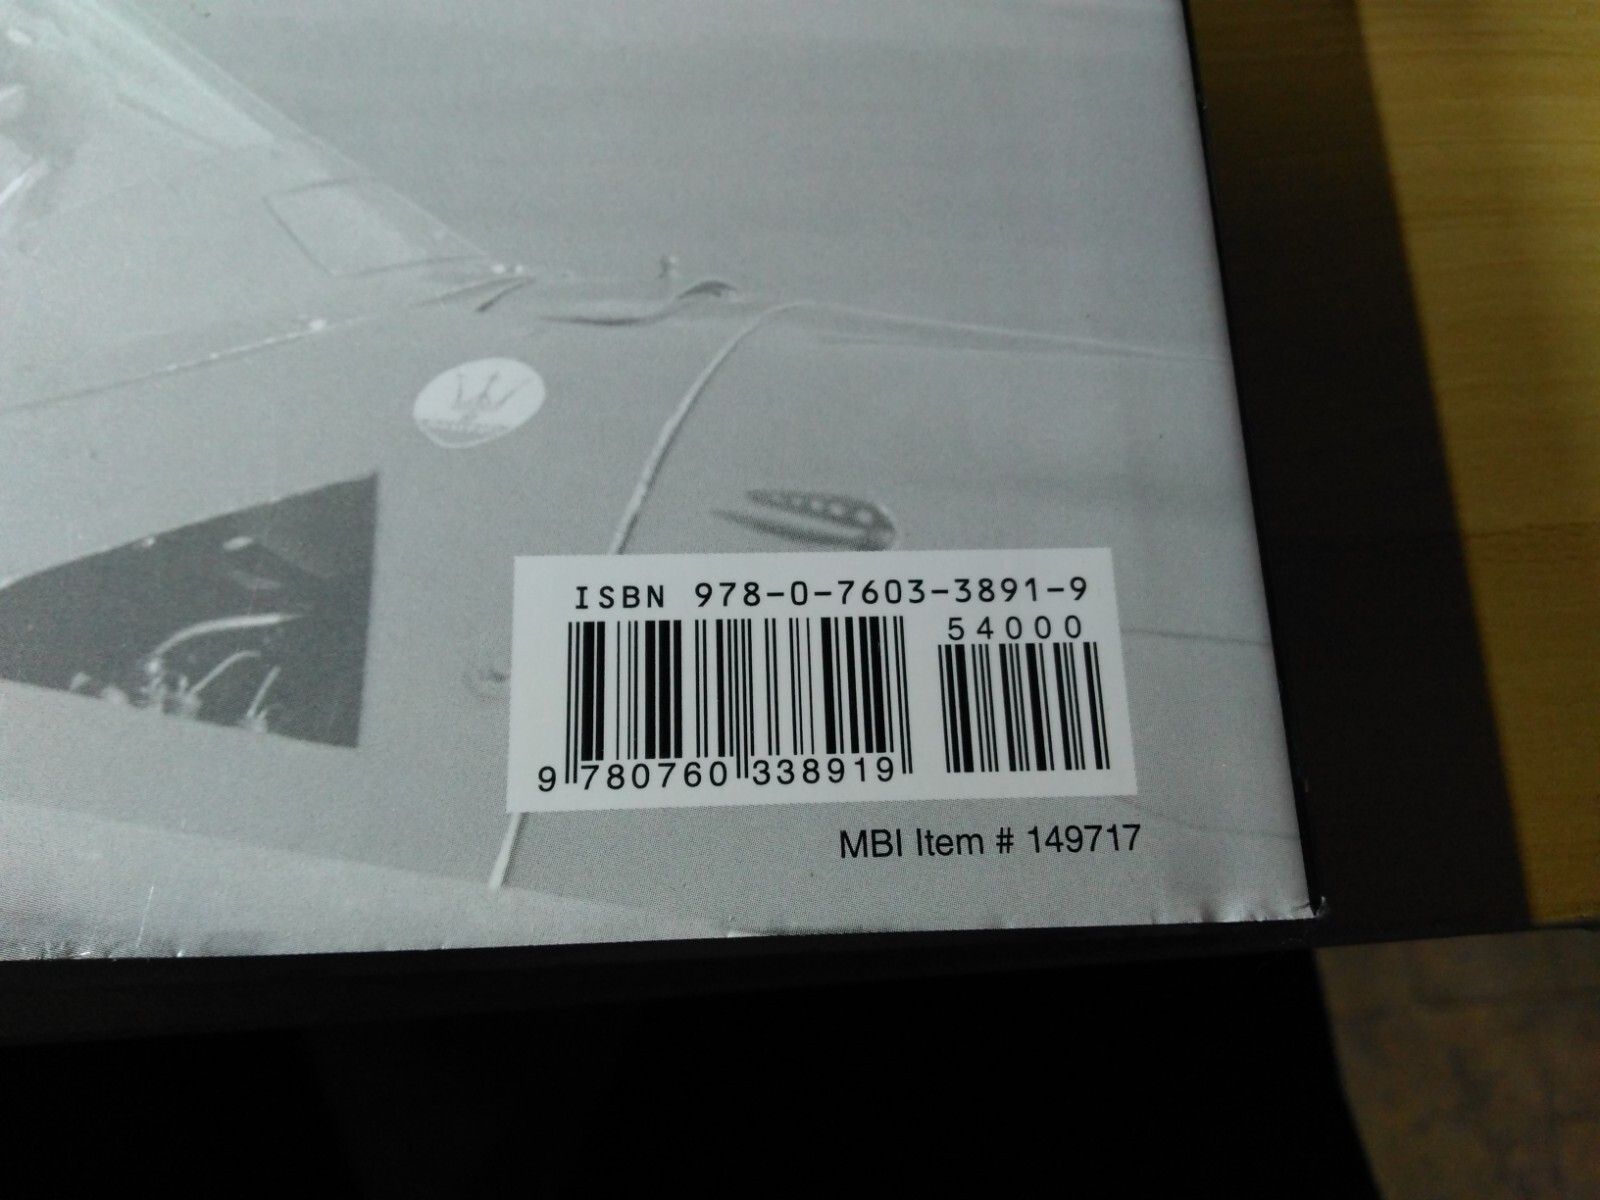 ISBN 978-0-7603-3891-9
54000
9 780760 338919
MBI Item # 149717